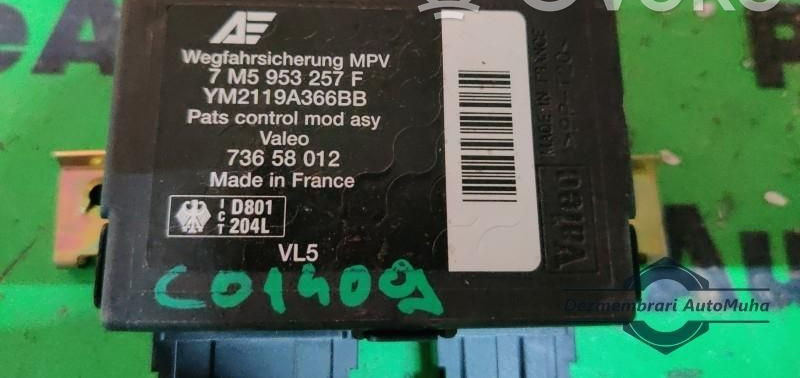 AE
Wegfahrsicherung MPV
7 M5 953 257 F
YM2119A366BB
Pats control mod asy
Valeo
736 58 012
Made in France
I C T
D801
204L
VL5
C01409
MADE IN FRANCE
Valeo
Dezmembrari AutoMuha